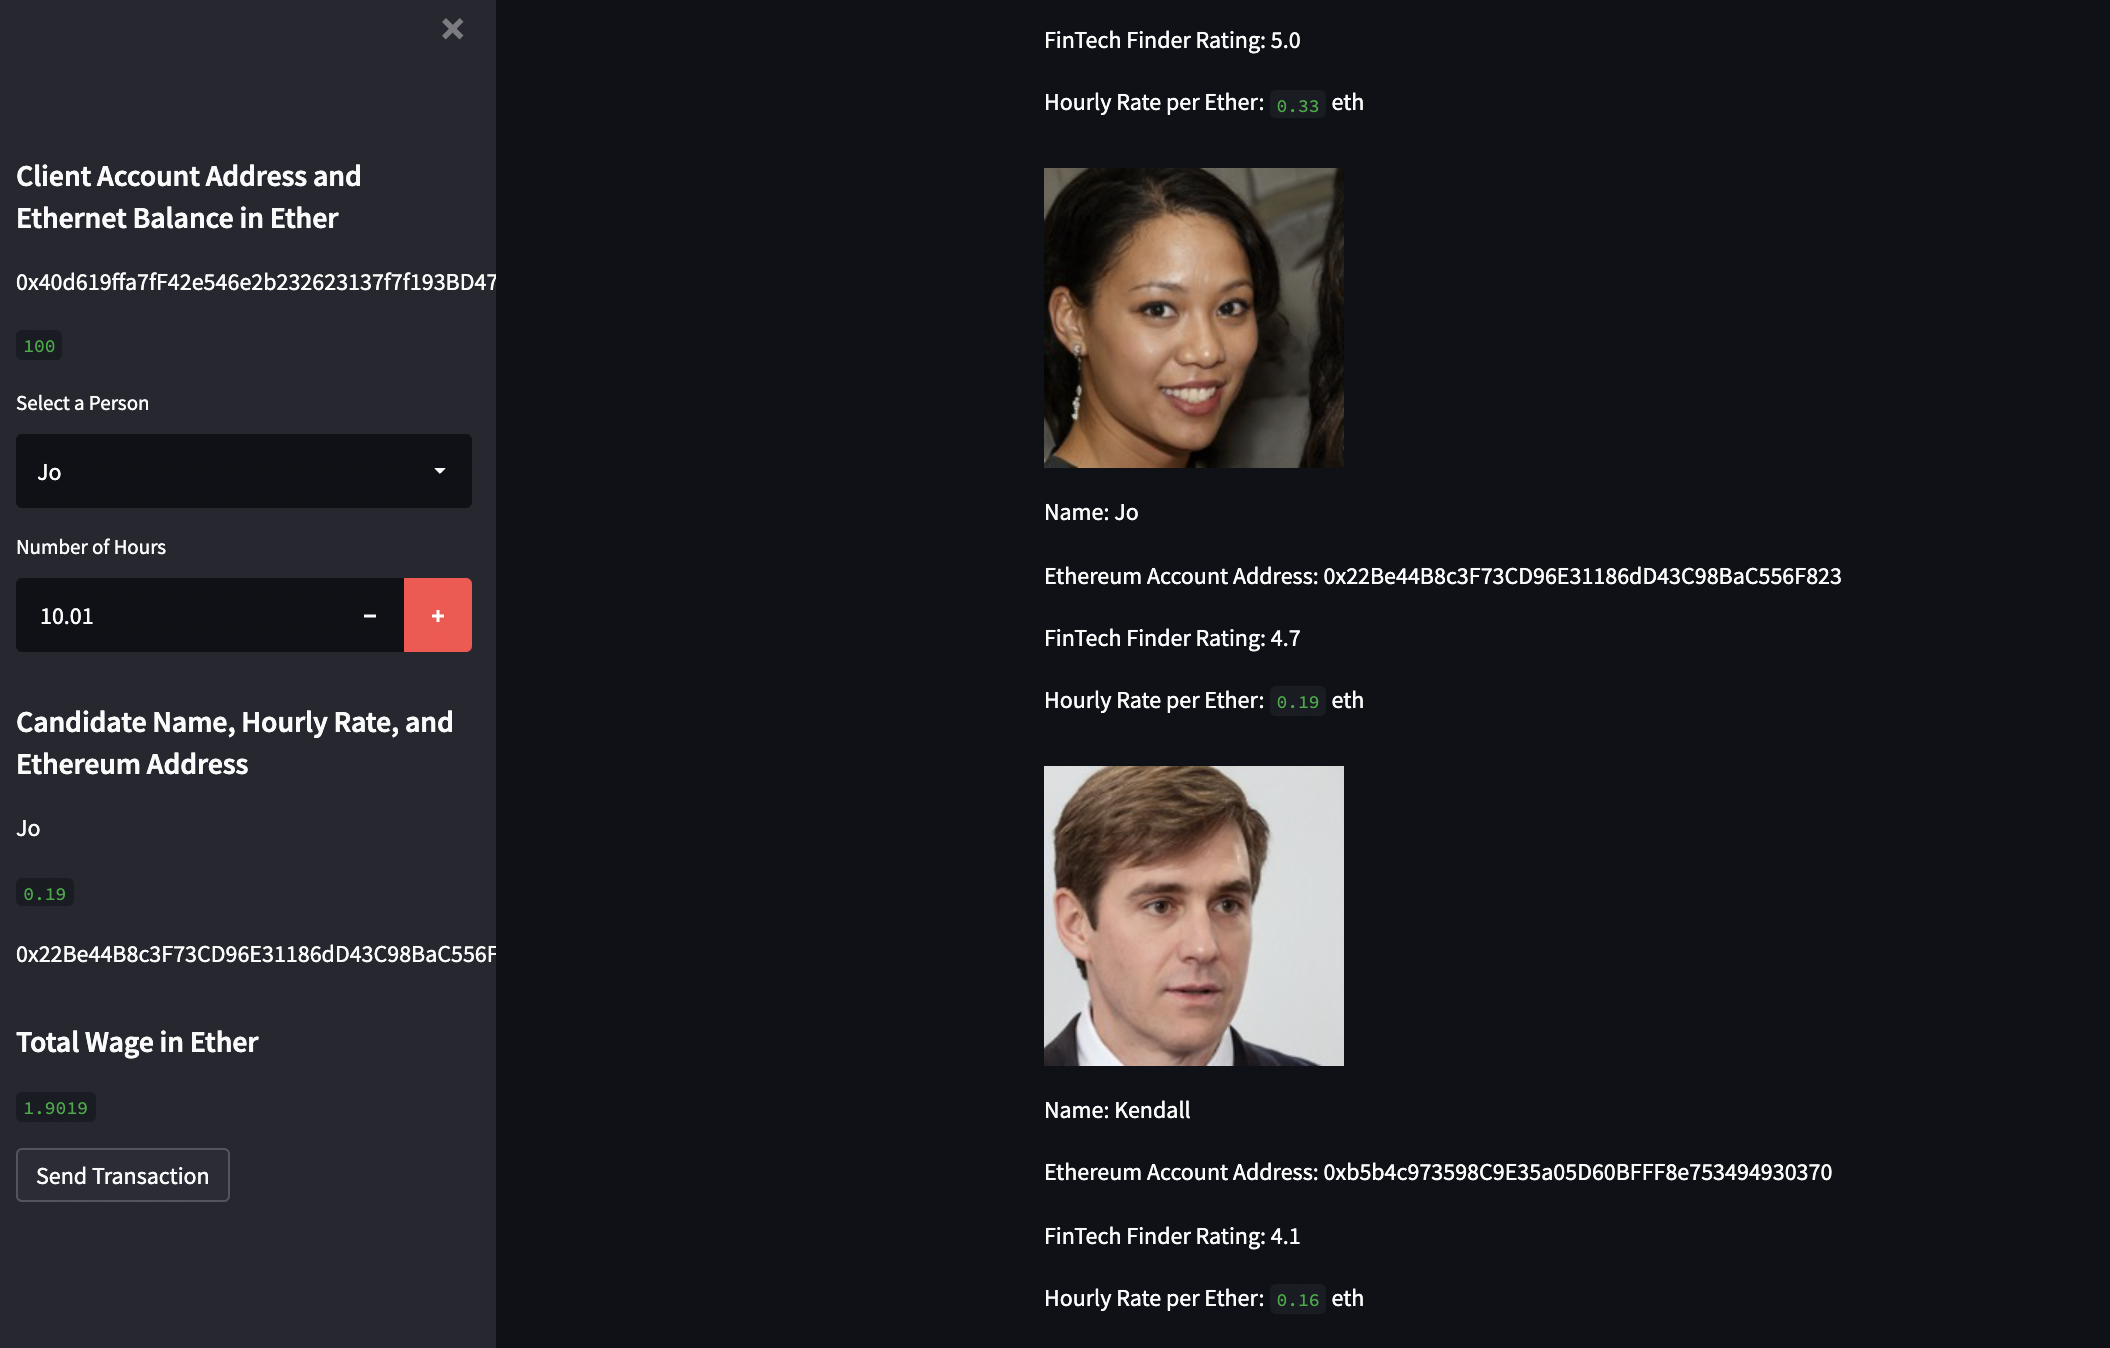 Client Account Address and
Ethernet Balance in Ether
0x40d619ffa7fF42e546e2b232623137f7f193BD47
100
Select a Person
Jo
Number of Hours
10.01
Candidate Name, Hourly Rate, and
Ethereum Address
Jo
0.19
0x22Be44B8c3F73CD96E31186dD43C98BaC556F
Total Wage in Ether
1.9019
Send Transaction
FinTech Finder Rating: 5.0
Hourly Rate per Ether: 0.33 eth
Name: Jo
Ethereum Account Address: 0x22Be44B8c3F73CD96E31186dD43C98BaC556F823
FinTech Finder Rating: 4.7
Hourly Rate per Ether: 0.19 eth
Name: Kendall
Ethereum Account Address: 0xb5b4c973598C9E35a05D60BFFF8e753494930370
FinTech Finder Rating: 4.1
Hourly Rate per Ether: 0.16 eth